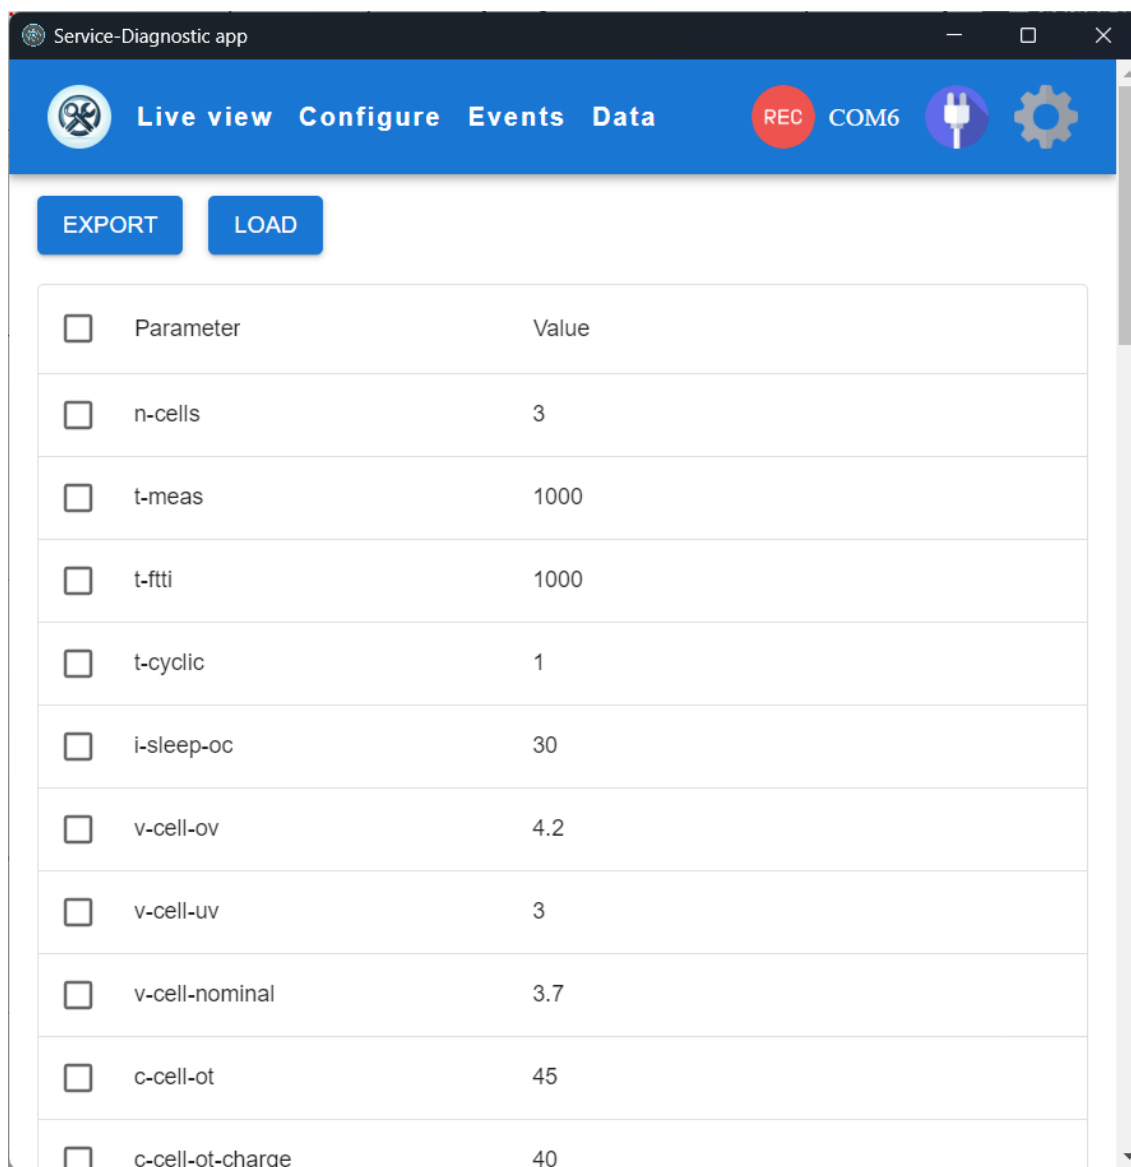 Service-Diagnostic app
Live view Configure Events Data REC COM6
EXPORT LOAD
Parameter Value
n-cells 3
t-meas 1000
t-ftti 1000
t-cyclic 1
i-sleep-oc 30
v-cell-ov 4.2
v-cell-uv 3
v-cell-nominal 3.7
c-cell-ot 45
c-cell-ot-charge 40